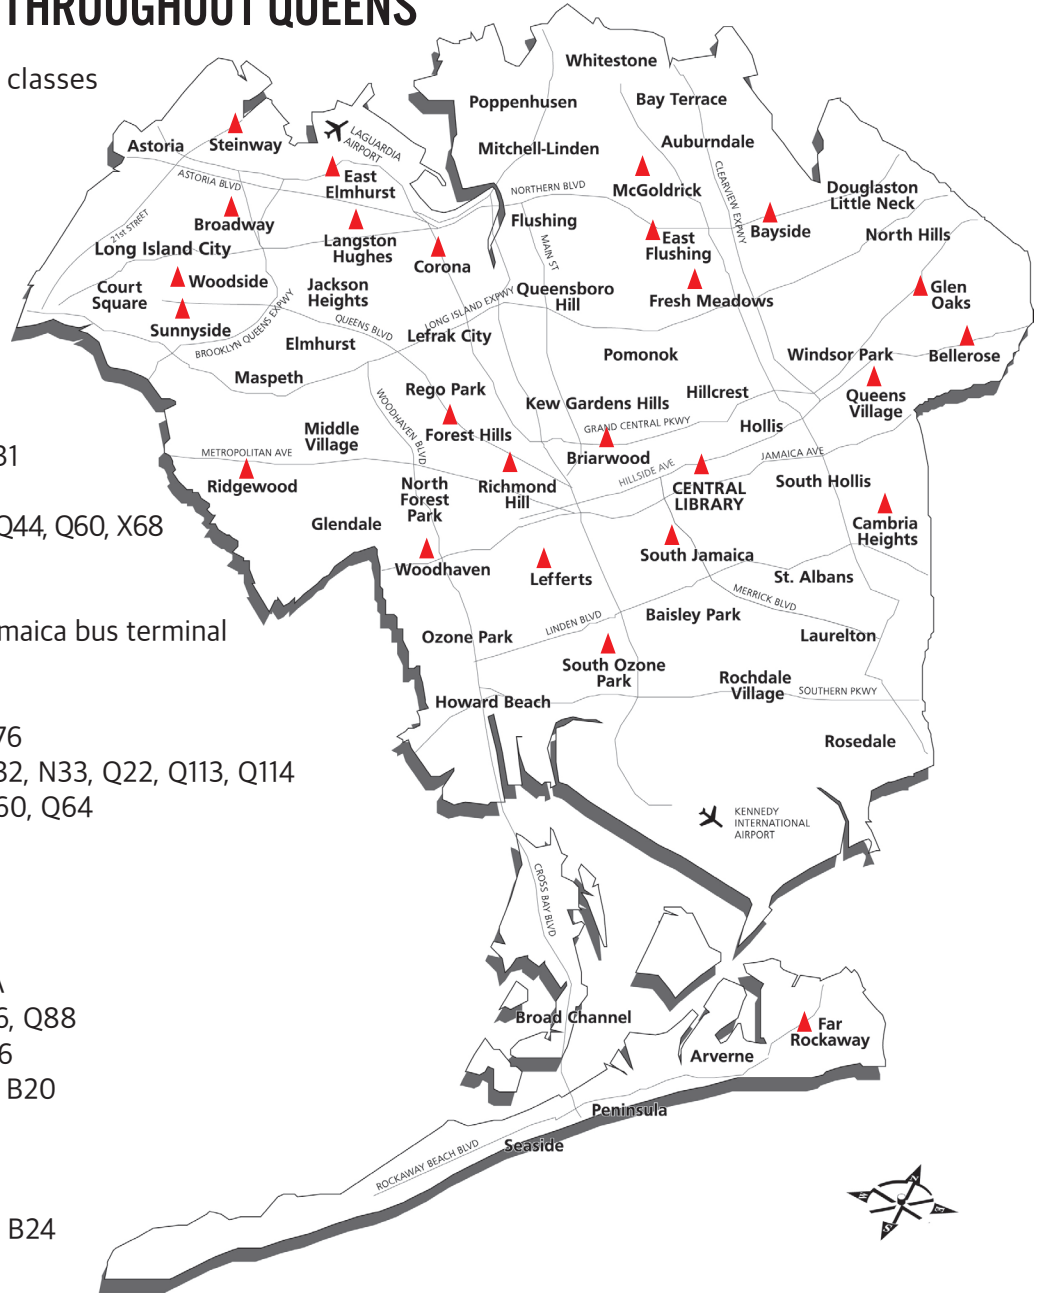 THROUGHOUT QUEENS
classes
31
Q44, Q60, X68
maica bus terminal
76
32, N33, Q22, Q113, Q114
60, Q64
A
6, Q88
6
B20
B24
Whitestone
Poppenhusen
Bay Terrace
Mitchell-Linden
Auburndale
Astoria
Steinway
LAGUARDIA
AIRPORT
ASTORIA BLVD
East
Elmhurst
NORTHERN BLVD
McGoldrick
CLEARVIEW EXPWY
Douglaston
Little Neck
21st STREET
Broadway
Langston
Hughes
Flushing
MAIN ST
East
Flushing
Bayside
North Hills
Long Island City
Corona
Woodside
Court
Square
Jackson
Heights
Queensboro
Hill
Fresh Meadows
Glen
Oaks
Sunnyside
BROOKLYN QUEENS EXPWY
QUEENS BLVD
LONG ISLAND EXPWY
Elmhurst
Lefrak City
Pomonok
Windsor Park
Bellerose
Maspeth
Rego Park
WOODHAVEN BLVD
Kew Gardens Hills
Hillcrest
Queens
Village
Middle
Village
Forest Hills
GRAND CENTRAL PKWY
Hollis
METROPOLITAN AVE
Ridgewood
Briarwood
HILLSIDE AVE
JAMAICA AVE
North
Forest
Park
Richmond
Hill
CENTRAL
LIBRARY
South Hollis
Glendale
Cambria
Heights
Woodhaven
Lefferts
South Jamaica
St. Albans
MERRICK BLVD
Ozone Park
LINDEN BLVD
Baisley Park
Laurelton
South Ozone
Park
Rochdale
Village
SOUTHERN PKWY
Howard Beach
Rosedale
KENNEDY
INTERNATIONAL
AIRPORT
CROSS BAY BLVD
Broad Channel
Far
Rockaway
Arverne
Peninsula
Seaside
ROCKAWAY BEACH BLVD
W
E
S